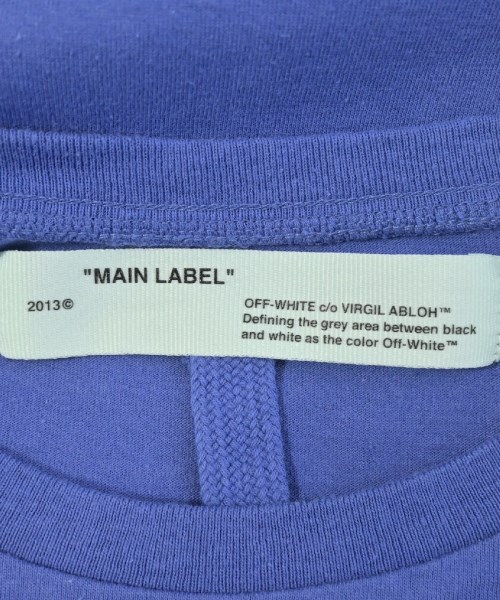 "MAIN LABEL"
2013©
OFF-WHITE c/o VIRGIL ABLOH™
Defining the grey area between black
and white as the color Off-White™